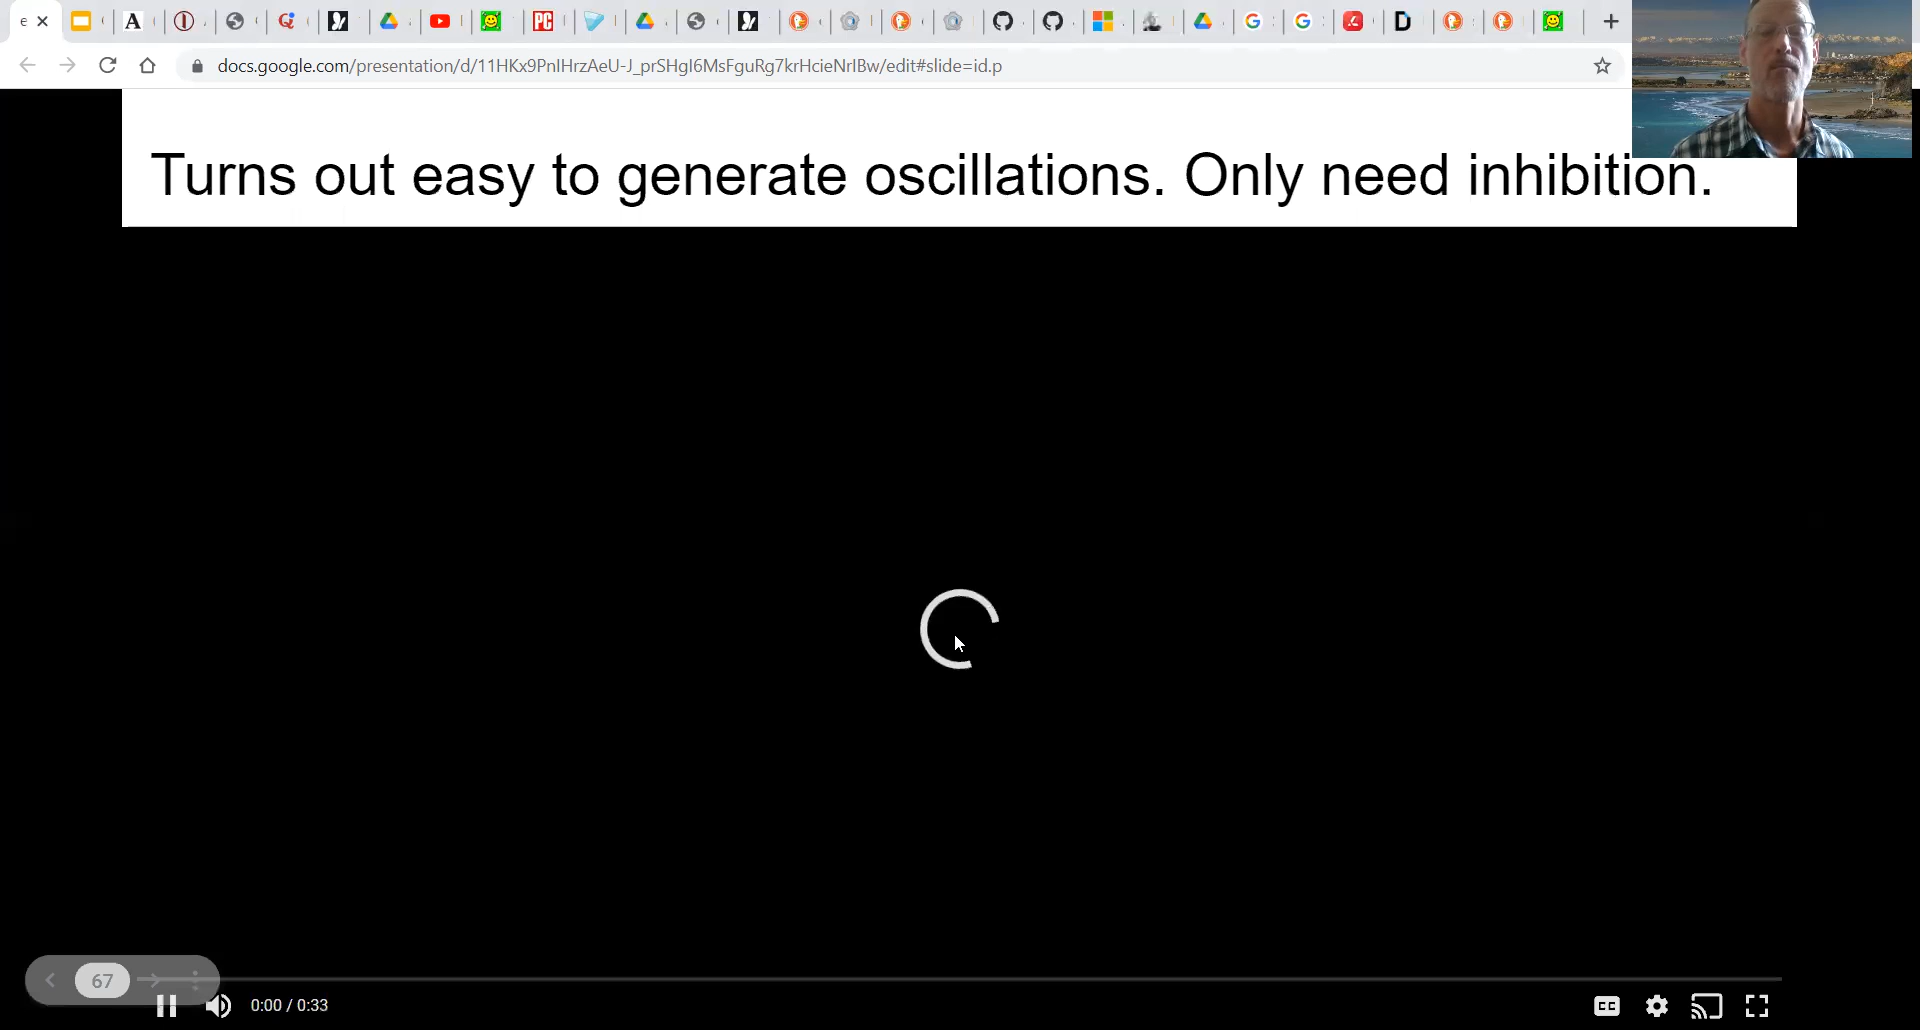 docs.google.com/presentation/d/11HKx9PnIHrzAeU-J_prSHgI6MsFguRg7krHcieNrIBw/edit#slide=id.p
Turns out easy to generate oscillations. Only need inhibition.
67
0:00 / 0:33
CC